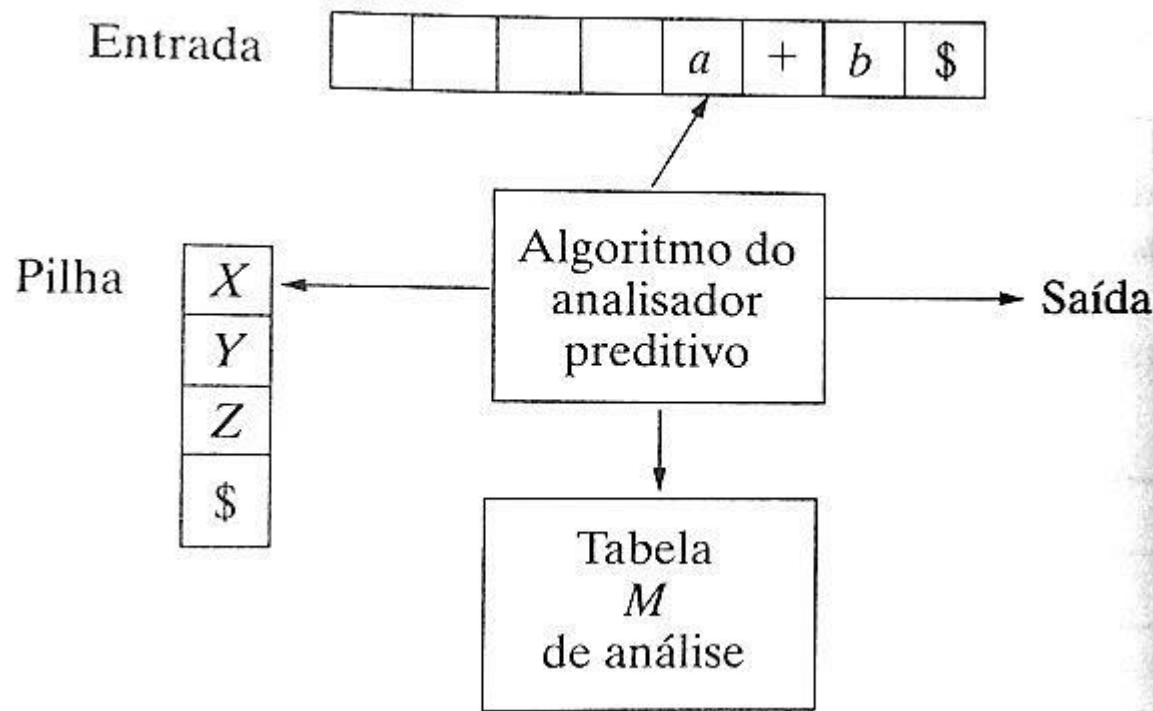 Entrada
a + b $
Algoritmo do
analisador
preditivo
Pilha
X
Y
Z
$
Saída
Tabela
M
de análise